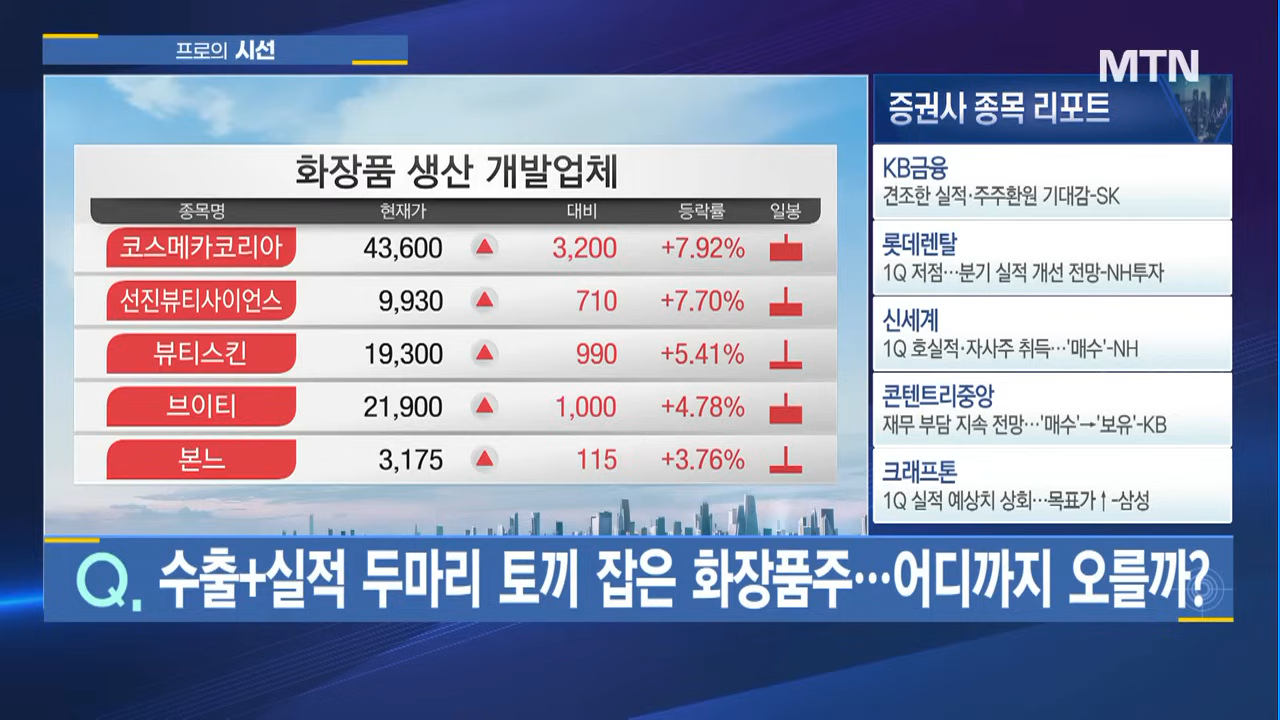 프로의 시선
MTN
화장품 생산 개발업체
종목명 현재가 대비 등락률 일봉
코스메카코리아 43,600 ▲ 3,200 +7.92%
선진뷰티사이언스 9,930 ▲ 710 +7.70%
뷰티스킨 19,300 ▲ 990 +5.41%
브이티 21,900 ▲ 1,000 +4.78%
본느 3,175 ▲ 115 +3.76%
증권사 종목 리포트
KB금융
견조한 실적·주주환원 기대감-SK
롯데렌탈
1Q 저점…분기 실적 개선 전망-NH투자
신세계
1Q 호실적·자사주 취득…'매수'-NH
콘텐트리중앙
재무 부담 지속 전망…'매수'→'보유'-KB
크래프톤
1Q 실적 예상치 상회…목표가↑-삼성
Q. 수출+실적 두마리 토끼 잡은 화장품주…어디까지 오를까?